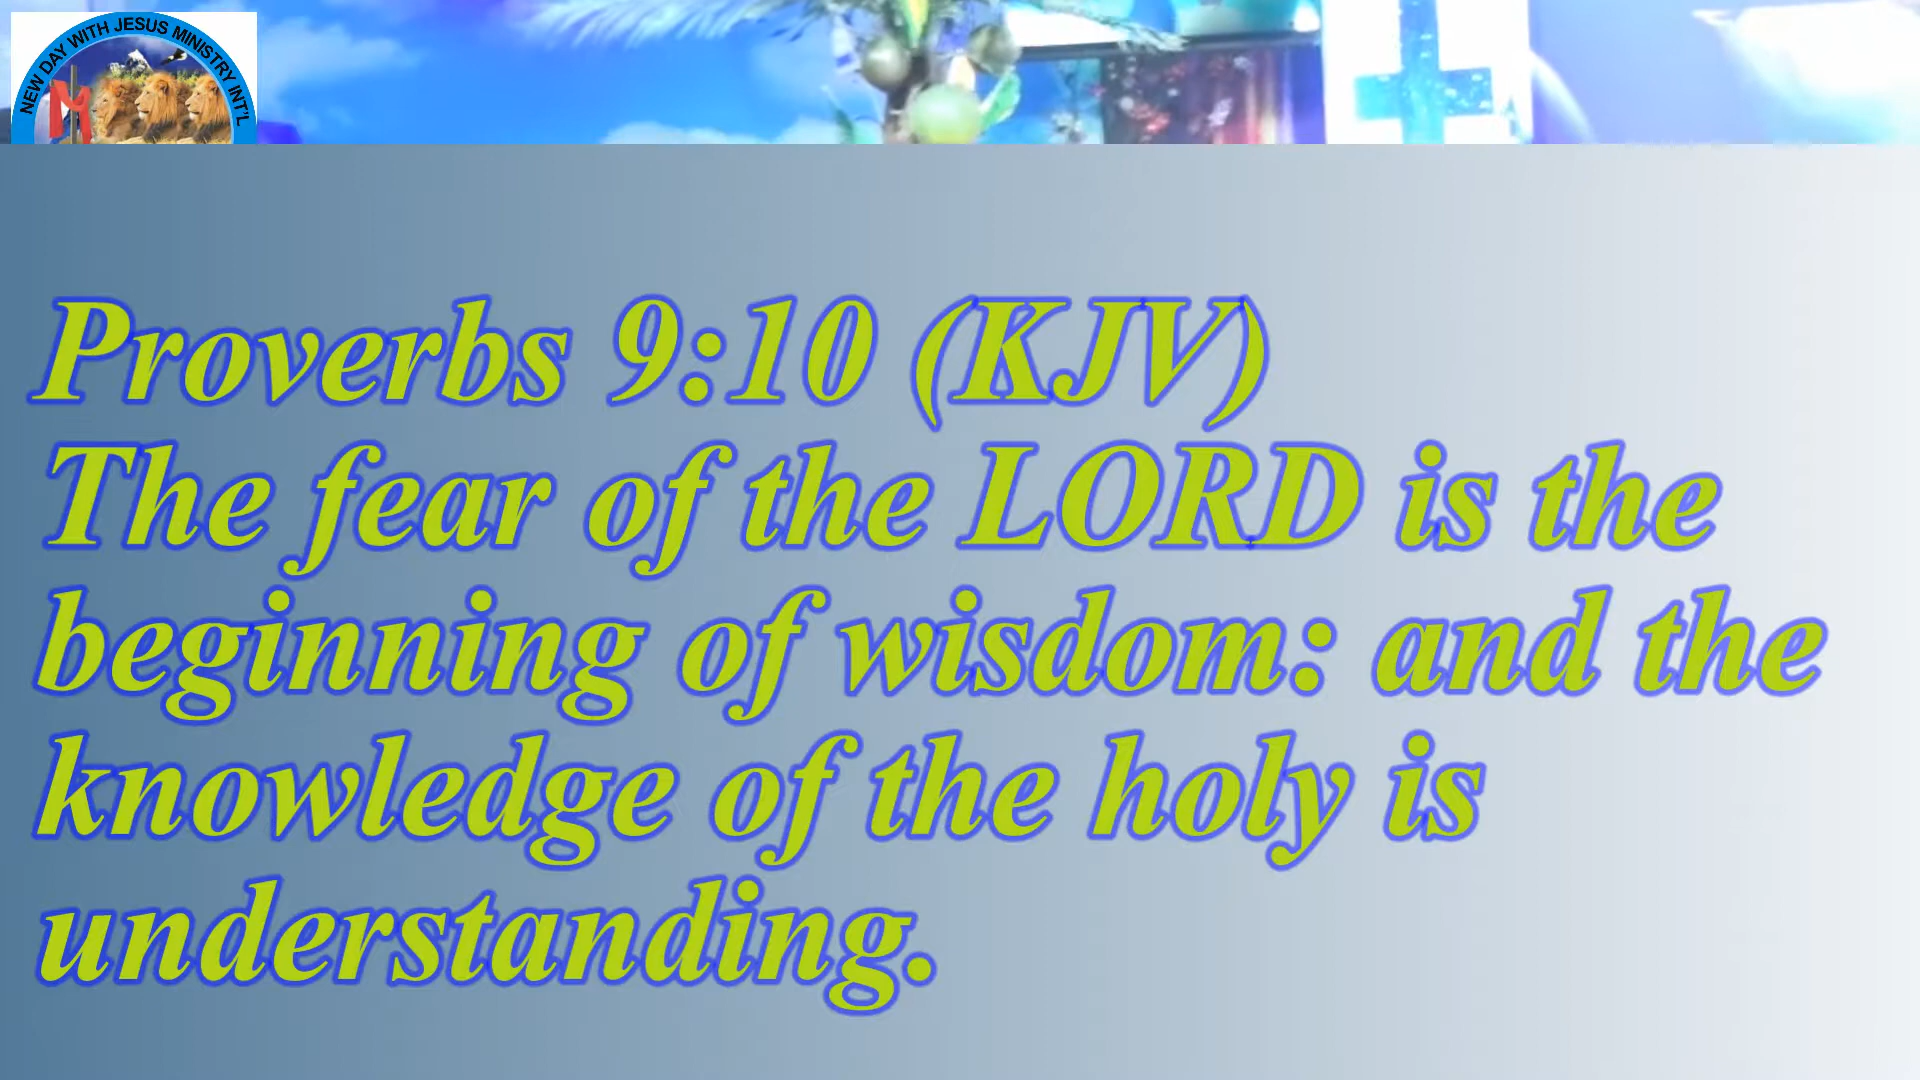 NEW DAY WITH JESUS MINISTRY INT'L
Proverbs 9:10 (KJV)
The fear of the LORD is the
beginning of wisdom: and the
knowledge of the holy is
understanding.